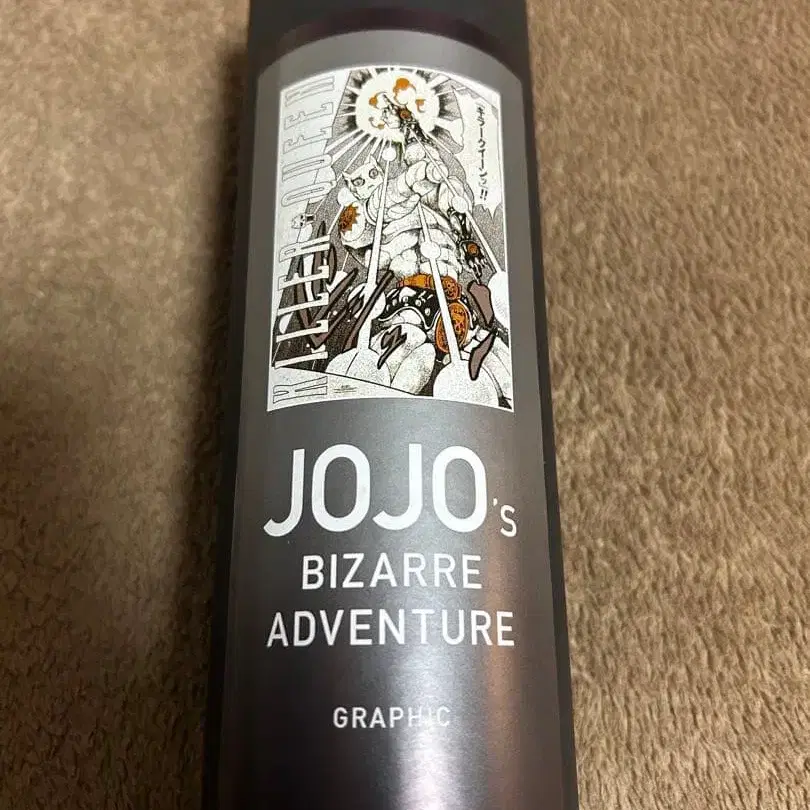 KILLER QUEEN
『キラークイーン』!!
JOJO's
BIZARRE
ADVENTURE
GRAPHIC